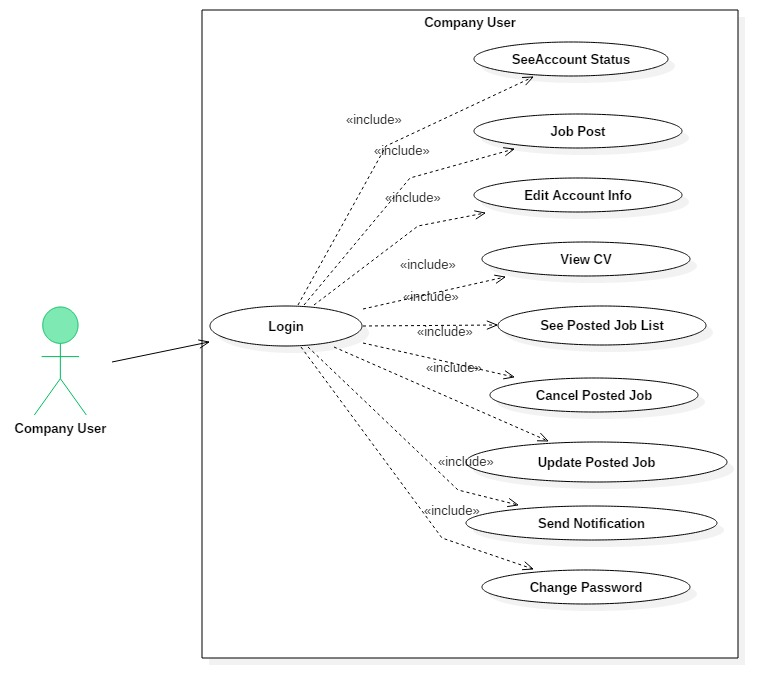 Company User
SeeAccount Status
«include»
Job Post
«include»
Edit Account Info
«include»
View CV
«include»
«include»
Login
See Posted Job List
«include»
«include»
Cancel Posted Job
Company User
«include»
Update Posted Job
«include»
Send Notification
Change Password